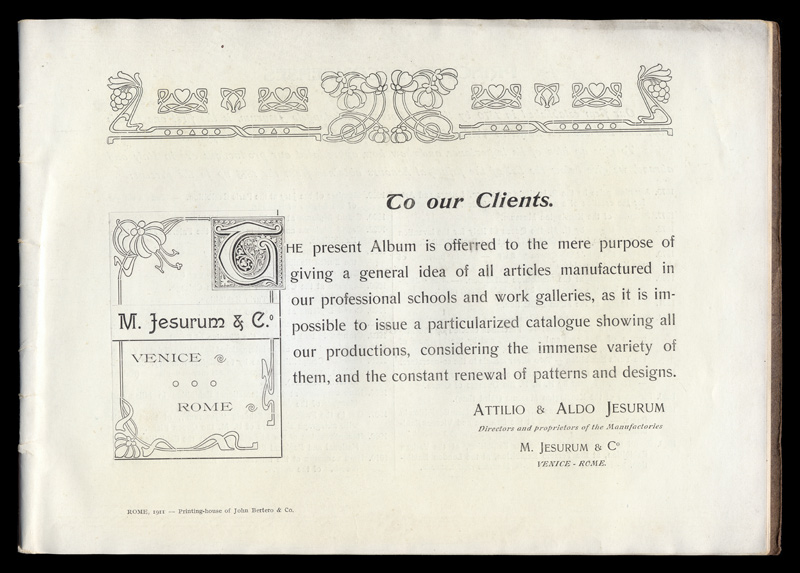 To our Clients.
THE present Album is offerred to the mere purpose of
giving a general idea of all articles manufactured in
our professional schools and work galleries, as it is im-
possible to issue a particularized catalogue showing all
our productions, considering the immense variety of
them, and the constant renewal of patterns and designs.
M. Jesurum & C.º
VENICE
ROME
ATTILIO & ALDO JESURUM
Directors and proprietors of the Manufactories
M. JESURUM & Cº
VENICE - ROME.
ROME, 1911 — Printing-house of John Bertero & Co.